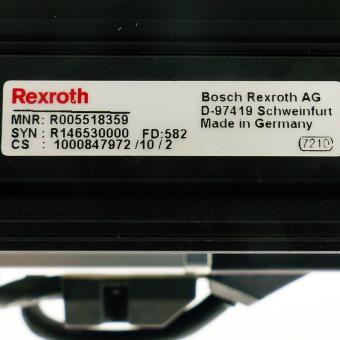 Rexroth
MNR: R005518359
SYN: R146530000 FD:582
CS : 1000847972 /10 / 2
Bosch Rexroth AG
D-97419 Schweinfurt
Made in Germany
7210